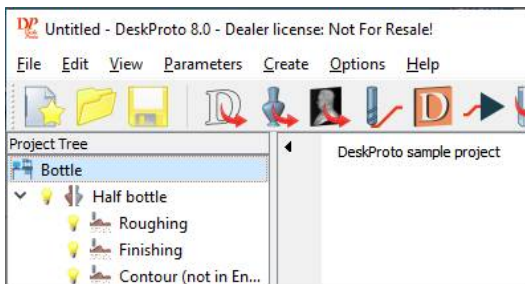 Untitled - DeskProto 8.0 - Dealer license: Not For Resale!
File Edit View Parameters Create Options Help
Project Tree
DeskProto sample project
Bottle
Half bottle
Roughing
Finishing
Contour (not in En...